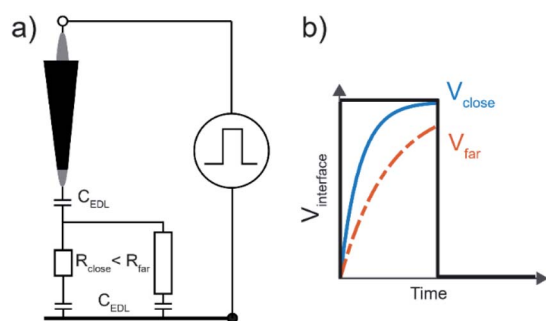 a)
C_EDL
R_close < R_far
C_EDL
b)
V_close
V_far
V_interface
Time